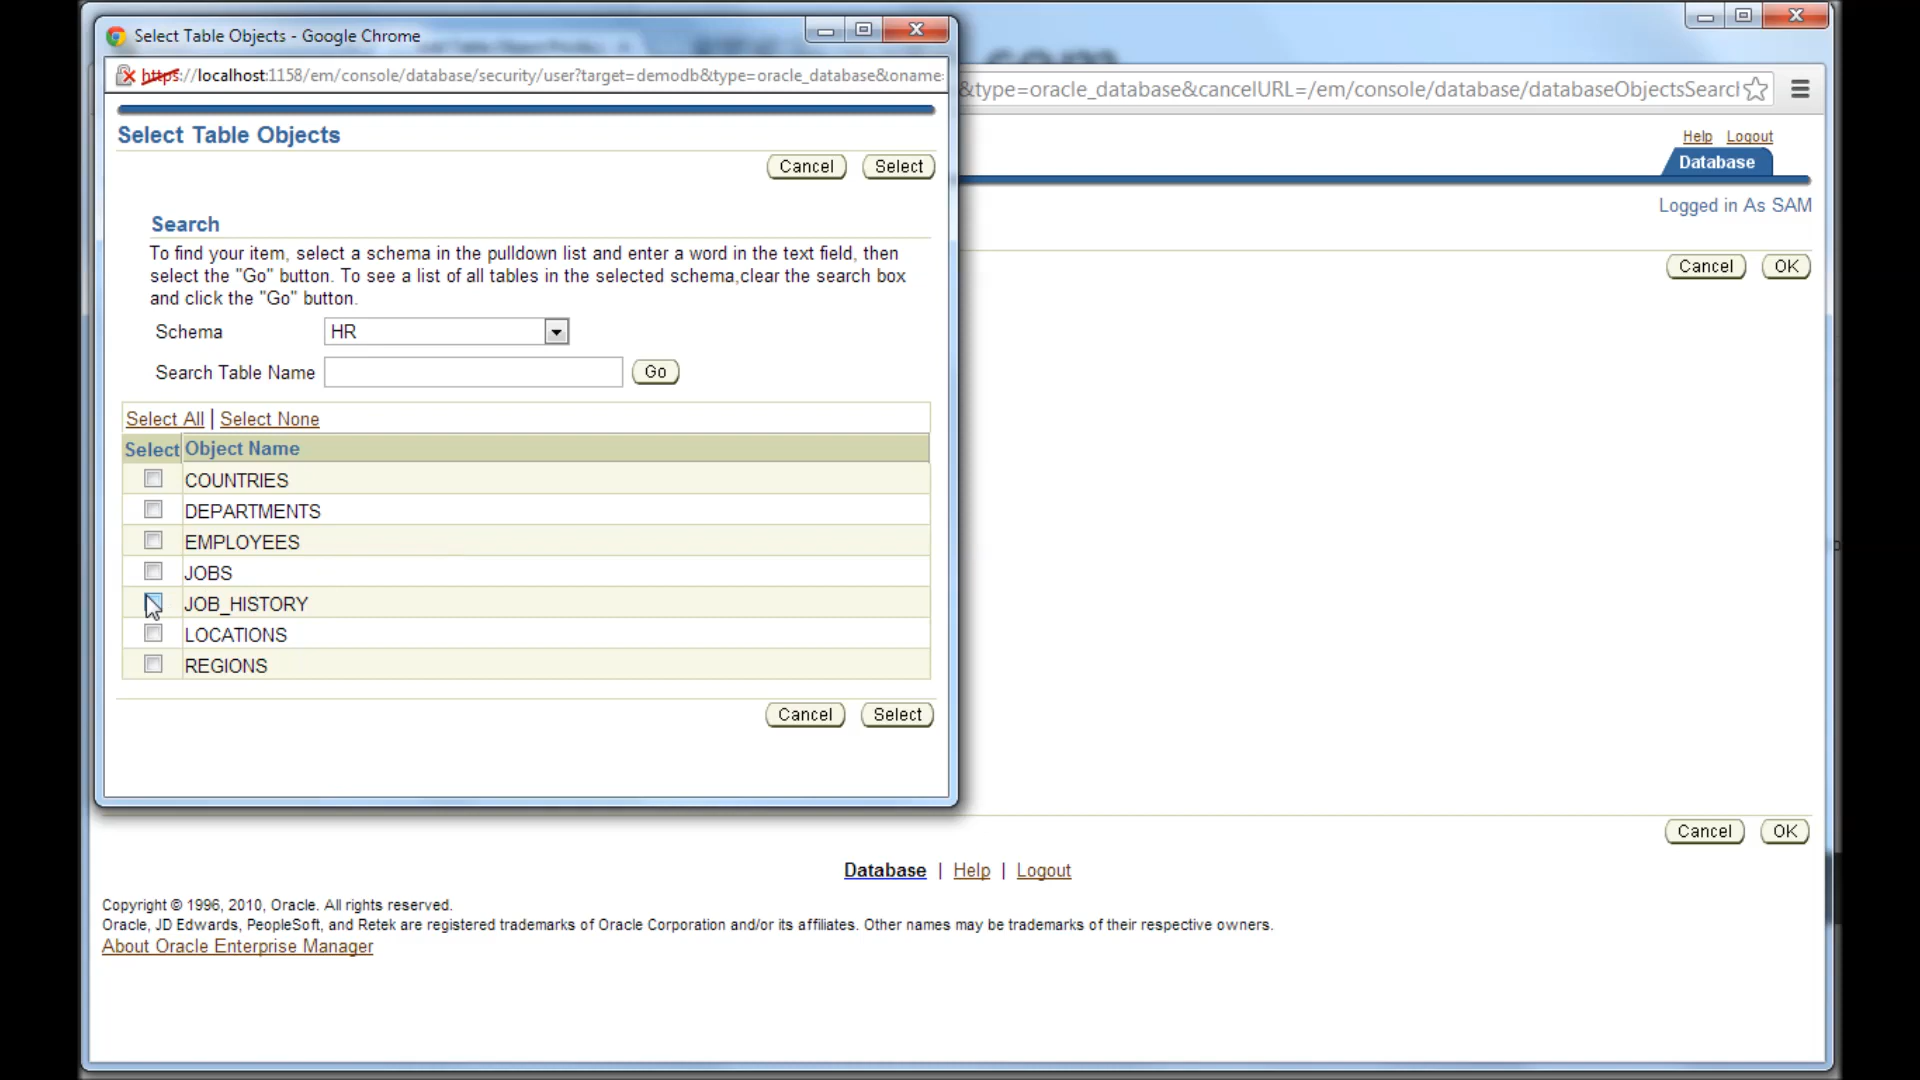 Select Table Objects - Google Chrome
https://localhost:1158/em/console/database/security/user?target=demodb&type=oracle_database&oname=
Select Table Objects
Cancel Select
Search
To find your item, select a schema in the pulldown list and enter a word in the text field, then
select the "Go" button. To see a list of all tables in the selected schema,clear the search box
and click the "Go" button.
Schema HR
Search Table Name Go
Select All | Select None
Select Object Name
COUNTRIES
DEPARTMENTS
EMPLOYEES
JOBS
JOB_HISTORY
LOCATIONS
REGIONS
Cancel Select
&type=oracle_database&cancelURL=/em/console/database/databaseObjectsSearch
Help Logout
Database
Logged in As SAM
Cancel OK
Cancel OK
Database | Help | Logout
Copyright © 1996, 2010, Oracle. All rights reserved.
Oracle, JD Edwards, PeopleSoft, and Retek are registered trademarks of Oracle Corporation and/or its affiliates. Other names may be trademarks of their respective owners.
About Oracle Enterprise Manager